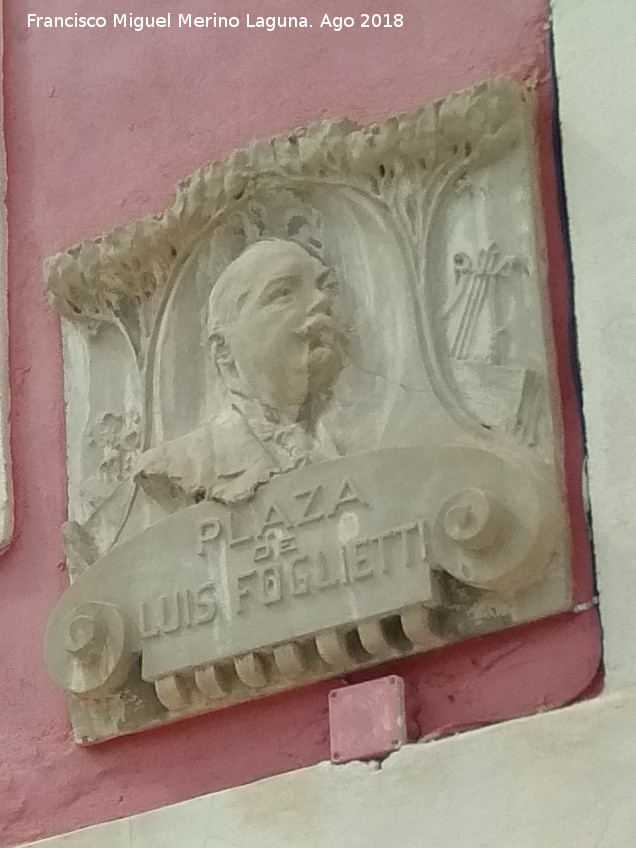 Francisco Miguel Merino Laguna. Ago 2018
PLAZA
DE
LUIS FOGLIETTI